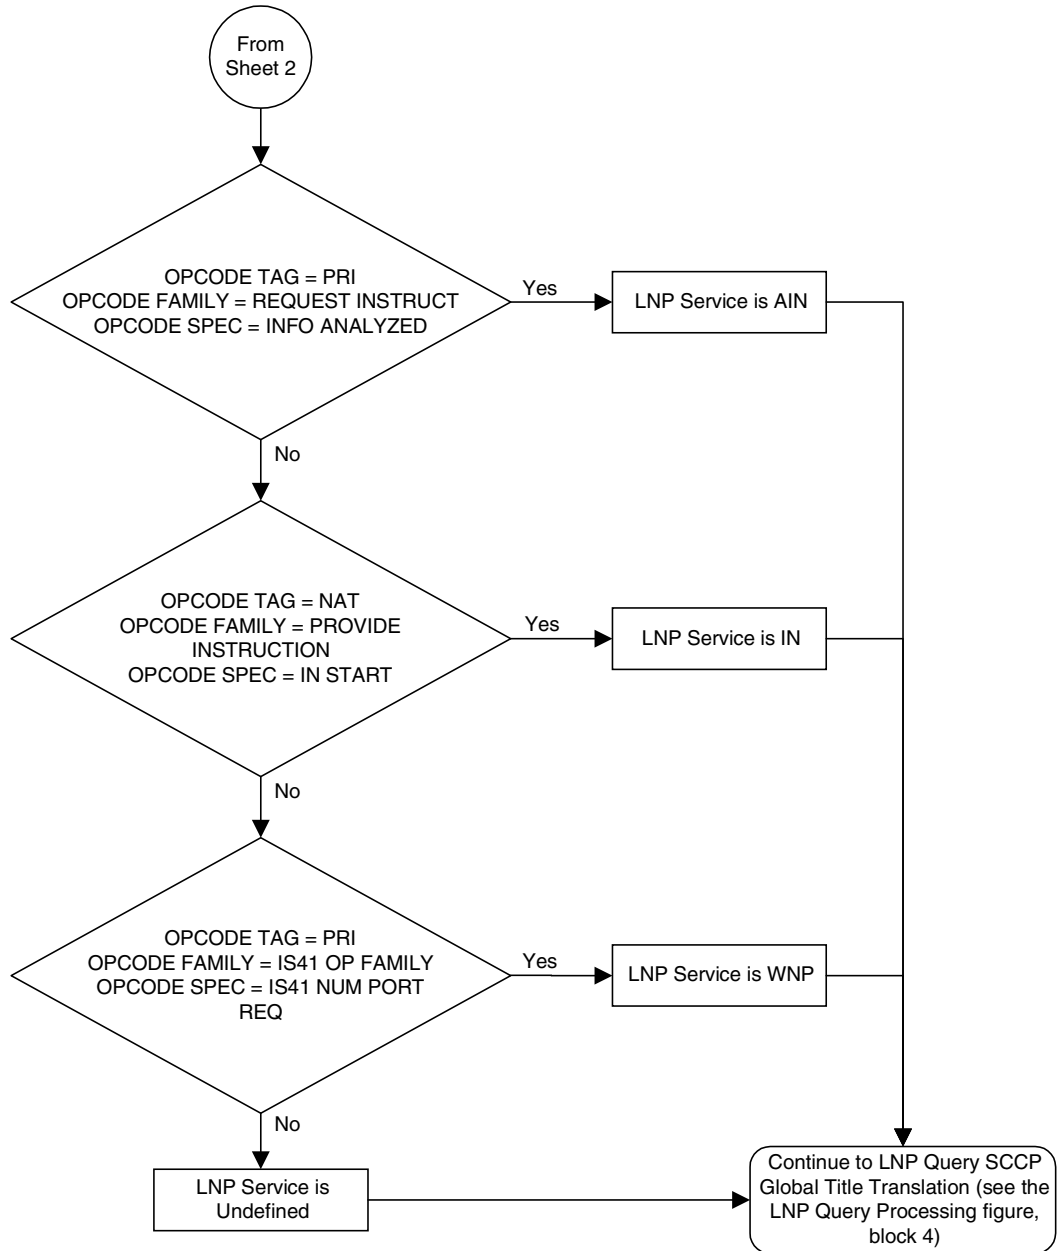 From
Sheet 2
OPCODE TAG = PRI
OPCODE FAMILY = REQUEST INSTRUCT
OPCODE SPEC = INFO ANALYZED
Yes
LNP Service is AIN
No
OPCODE TAG = NAT
OPCODE FAMILY = PROVIDE
INSTRUCTION
OPCODE SPEC = IN START
Yes
LNP Service is IN
No
OPCODE TAG = PRI
OPCODE FAMILY = IS41 OP FAMILY
OPCODE SPEC = IS41 NUM PORT
REQ
Yes
LNP Service is WNP
No
LNP Service is
Undefined
Continue to LNP Query SCCP
Global Title Translation (see the
LNP Query Processing figure,
block 4)